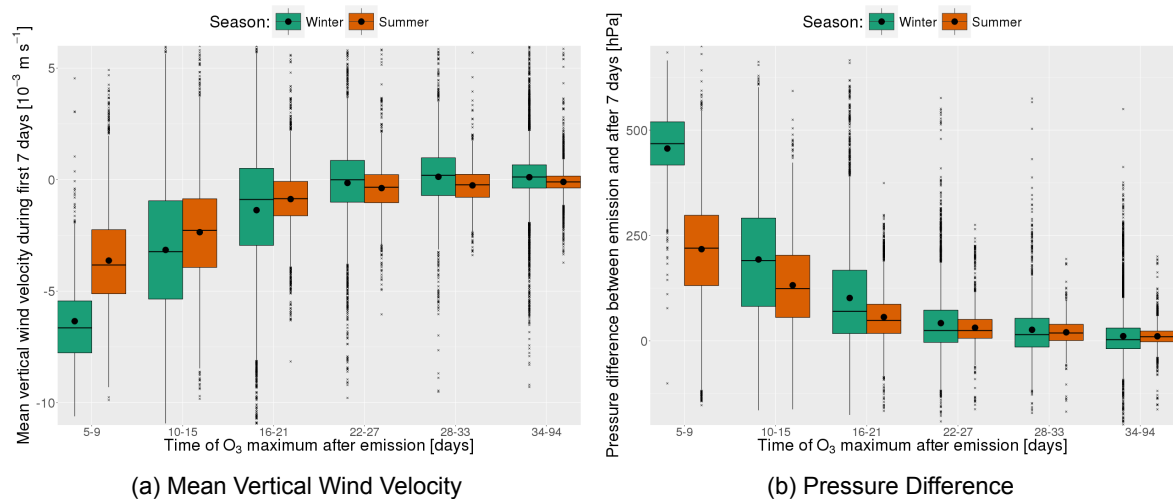 Season: Winter Summer
Mean vertical wind velocity during first 7 days [10⁻³ m s⁻¹]
5
0
-5
-10
5-9 10-15 16-21 22-27 28-33 34-94
Time of O₃ maximum after emission [days]
(a) Mean Vertical Wind Velocity
Season: Winter Summer
Pressure difference between emission and after 7 days [hPa]
500
250
0
5-9 10-15 16-21 22-27 28-33 34-94
Time of O₃ maximum after emission [days]
(b) Pressure Difference